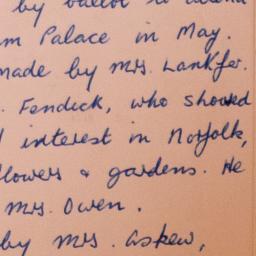 by ballot to attend
m Palace in May.
made by Mrs. Lankfer.
. Fendick, who showed
interest in Norfolk,
lowers & gardens. He
Mrs. Owen.
by Mrs. Askew,